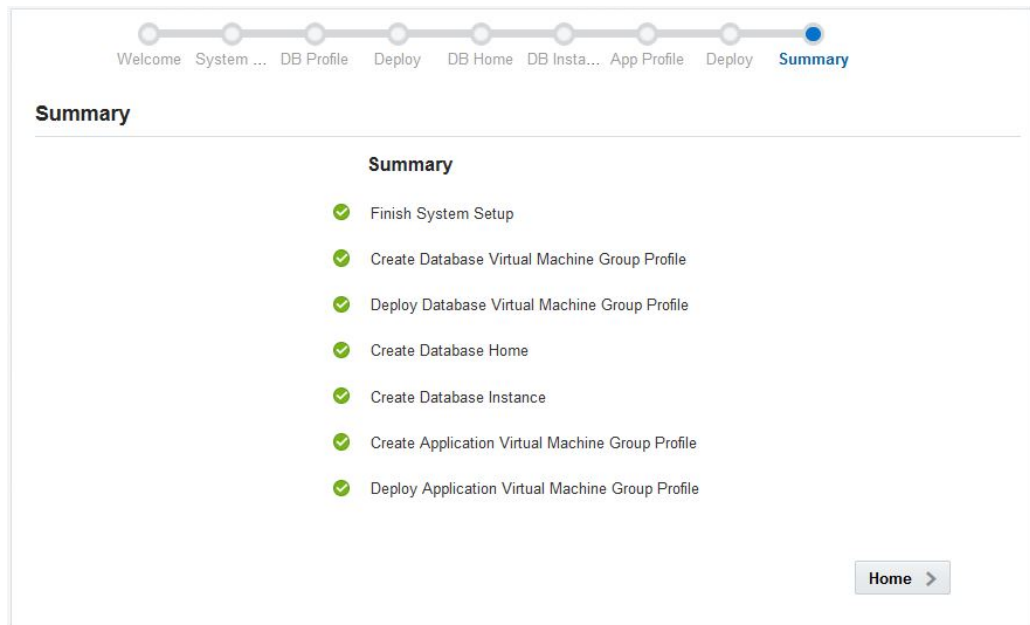 Welcome System ... DB Profile Deploy DB Home DB Insta... App Profile Deploy Summary
Summary
Summary
Finish System Setup
Create Database Virtual Machine Group Profile
Deploy Database Virtual Machine Group Profile
Create Database Home
Create Database Instance
Create Application Virtual Machine Group Profile
Deploy Application Virtual Machine Group Profile
Home